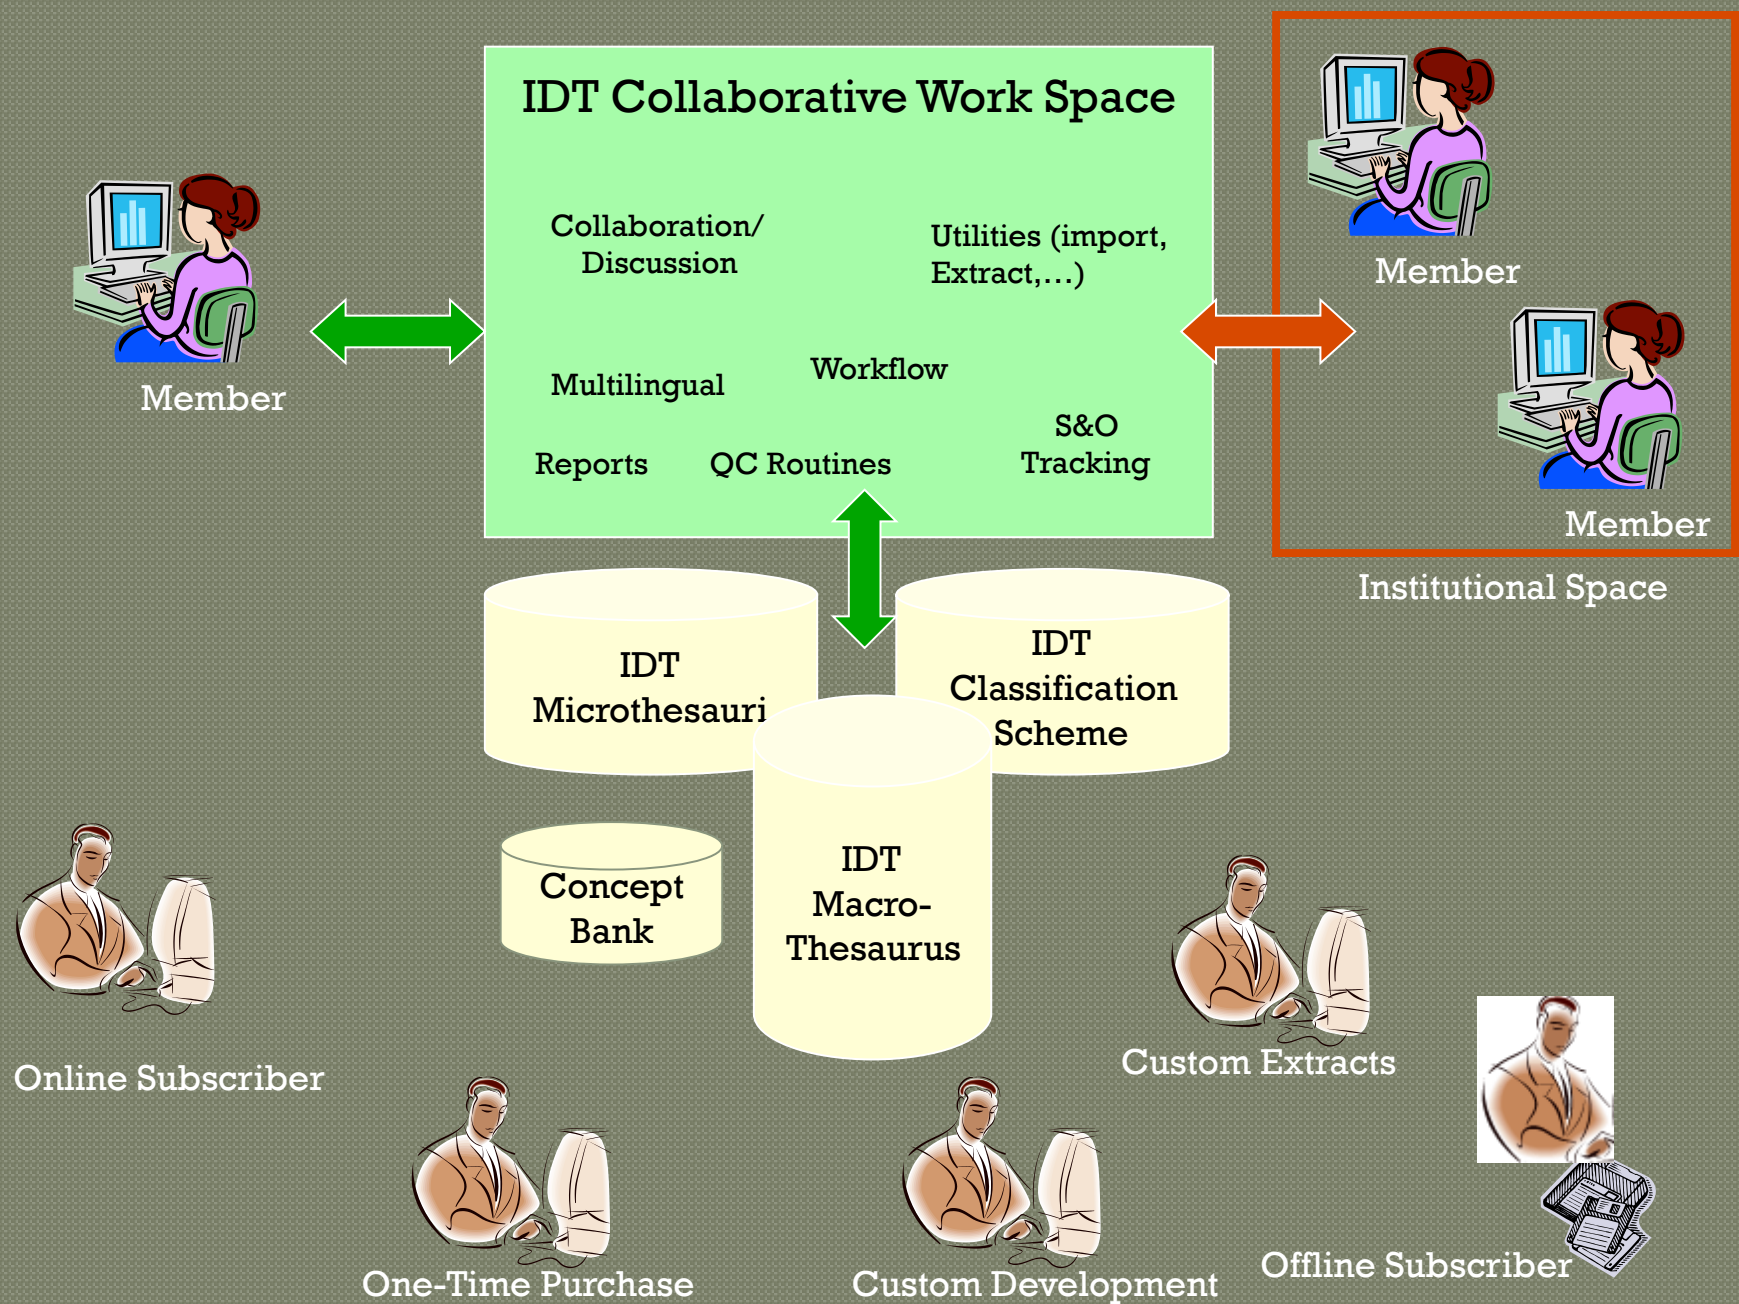 IDT Collaborative Work Space
Collaboration/
Discussion
Utilities (import,
Extract,...)
Workflow
Multilingual
S&O
Tracking
Reports
QC Routines
Member
Member
Member
Institutional Space
IDT
Microthesauri
IDT
Classification
Scheme
Concept
Bank
IDT
Macro-
Thesaurus
Online Subscriber
Custom Extracts
One-Time Purchase
Custom Development
Offline Subscriber